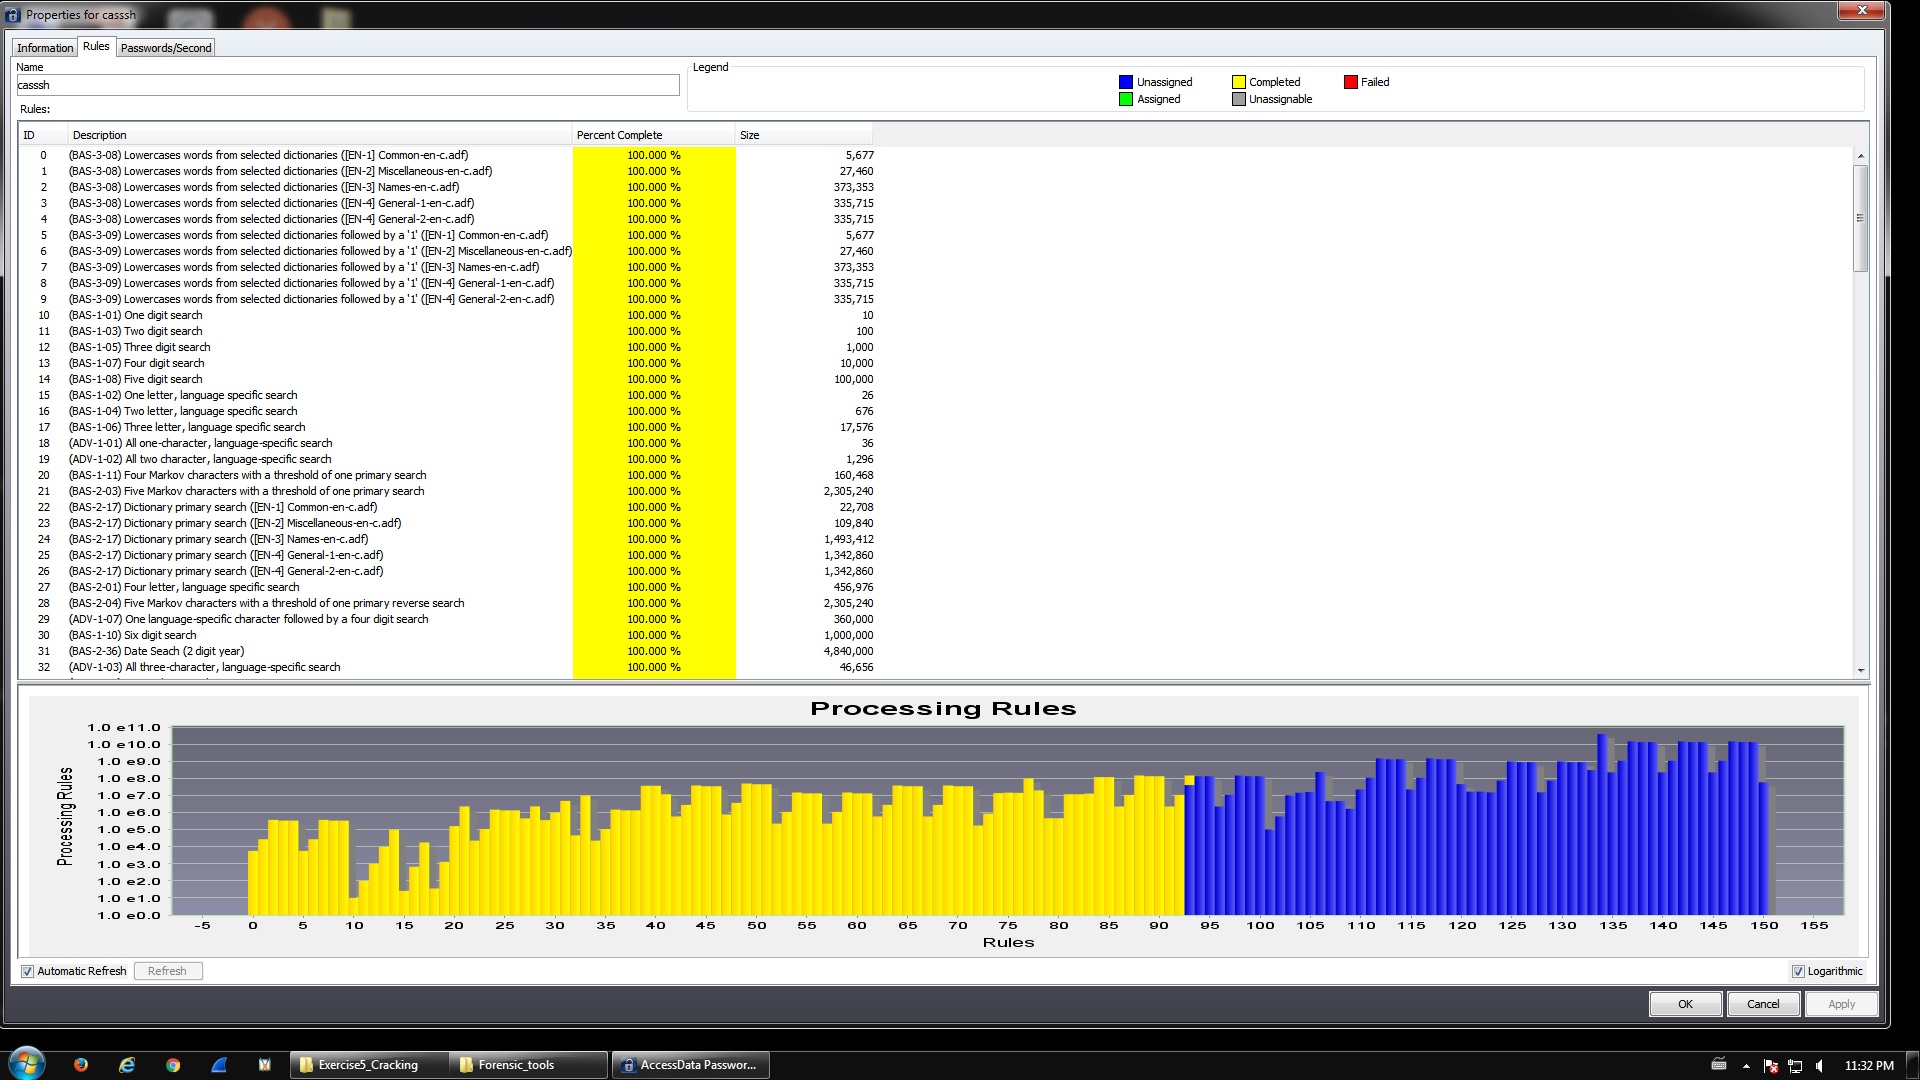 Properties for casssh
Information Rules Passwords/Second
Name
casssh
Legend
Unassigned Completed Failed
Assigned Unassignable
Rules:
ID Description Percent Complete Size
0 (BAS-3-08) Lowercases words from selected dictionaries ([EN-1] Common-en-c.adf) 100.000 % 5,677
1 (BAS-3-08) Lowercases words from selected dictionaries ([EN-2] Miscellaneous-en-c.adf) 100.000 % 27,460
2 (BAS-3-08) Lowercases words from selected dictionaries ([EN-3] Names-en-c.adf) 100.000 % 373,353
3 (BAS-3-08) Lowercases words from selected dictionaries ([EN-4] General-1-en-c.adf) 100.000 % 335,715
4 (BAS-3-08) Lowercases words from selected dictionaries ([EN-4] General-2-en-c.adf) 100.000 % 335,715
5 (BAS-3-09) Lowercases words from selected dictionaries followed by a '1' ([EN-1] Common-en-c.adf) 100.000 % 5,677
6 (BAS-3-09) Lowercases words from selected dictionaries followed by a '1' ([EN-2] Miscellaneous-en-c.adf) 100.000 % 27,460
7 (BAS-3-09) Lowercases words from selected dictionaries followed by a '1' ([EN-3] Names-en-c.adf) 100.000 % 373,353
8 (BAS-3-09) Lowercases words from selected dictionaries followed by a '1' ([EN-4] General-1-en-c.adf) 100.000 % 335,715
9 (BAS-3-09) Lowercases words from selected dictionaries followed by a '1' ([EN-4] General-2-en-c.adf) 100.000 % 335,715
10 (BAS-1-01) One digit search 100.000 % 10
11 (BAS-1-03) Two digit search 100.000 % 100
12 (BAS-1-05) Three digit search 100.000 % 1,000
13 (BAS-1-07) Four digit search 100.000 % 10,000
14 (BAS-1-08) Five digit search 100.000 % 100,000
15 (BAS-1-02) One letter, language specific search 100.000 % 26
16 (BAS-1-04) Two letter, language specific search 100.000 % 676
17 (BAS-1-06) Three letter, language specific search 100.000 % 17,576
18 (ADV-1-01) All one-character, language-specific search 100.000 % 36
19 (ADV-1-02) All two character, language-specific search 100.000 % 1,296
20 (BAS-1-11) Four Markov characters with a threshold of one primary search 100.000 % 160,468
21 (BAS-2-03) Five Markov characters with a threshold of one primary search 100.000 % 2,305,240
22 (BAS-2-17) Dictionary primary search ([EN-1] Common-en-c.adf) 100.000 % 22,708
23 (BAS-2-17) Dictionary primary search ([EN-2] Miscellaneous-en-c.adf) 100.000 % 109,840
24 (BAS-2-17) Dictionary primary search ([EN-3] Names-en-c.adf) 100.000 % 1,493,412
25 (BAS-2-17) Dictionary primary search ([EN-4] General-1-en-c.adf) 100.000 % 1,342,860
26 (BAS-2-17) Dictionary primary search ([EN-4] General-2-en-c.adf) 100.000 % 1,342,860
27 (BAS-2-01) Four letter, language specific search 100.000 % 456,976
28 (BAS-2-04) Five Markov characters with a threshold of one primary reverse search 100.000 % 2,305,240
29 (ADV-1-07) One language-specific character followed by a four digit search 100.000 % 360,000
30 (BAS-1-10) Six digit search 100.000 % 1,000,000
31 (BAS-2-36) Date Seach (2 digit year) 100.000 % 4,840,000
32 (ADV-1-03) All three-character, language-specific search 100.000 % 46,656
Processing Rules
Processing Rules
1.0 e11.0
1.0 e10.0
1.0 e9.0
1.0 e8.0
1.0 e7.0
1.0 e6.0
1.0 e5.0
1.0 e4.0
1.0 e3.0
1.0 e2.0
1.0 e1.0
1.0 e0.0
-5 0 5 10 15 20 25 30 35 40 45 50 55 60 65 70 75 80 85 90 95 100 105 110 115 120 125 130 135 140 145 150 155
Rules
Automatic Refresh Refresh Logarithmic
OK Cancel Apply
Exercise5_Cracking Forensic_tools AccessData Passwor... 11:32 PM